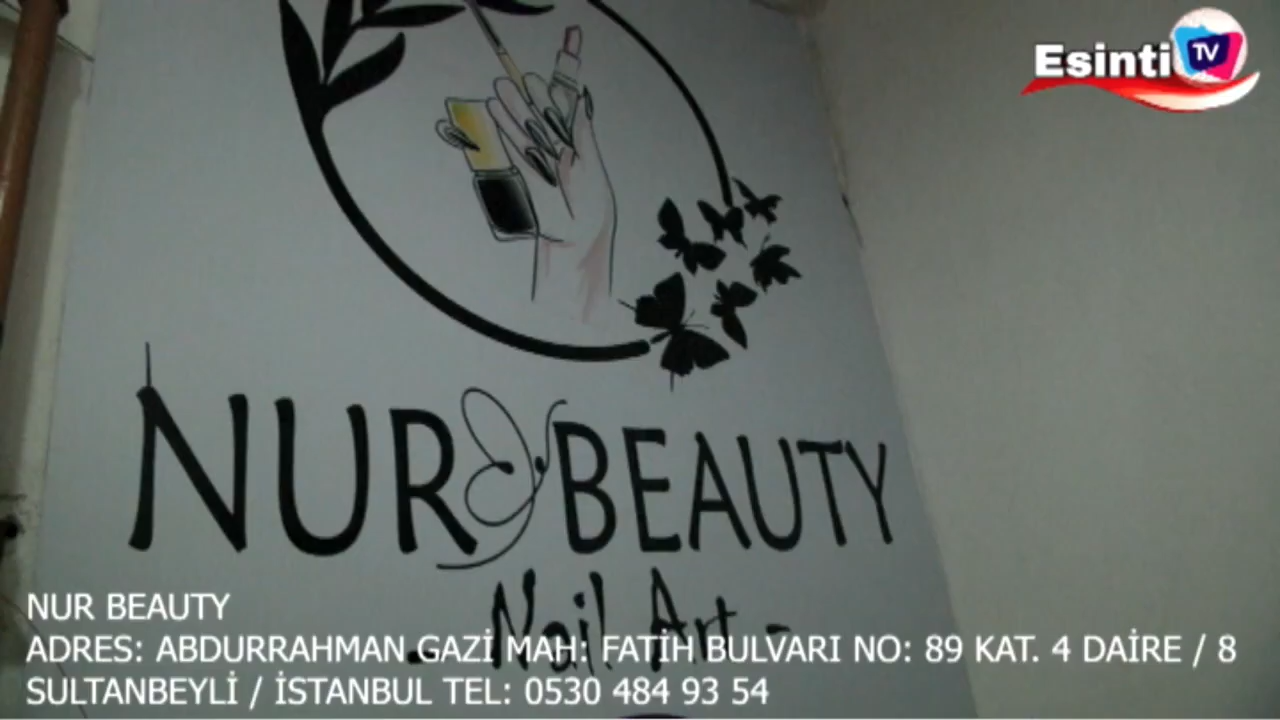 Esinti TV
NUR BEAUTY
- Nail Art -
NUR BEAUTY
ADRES: ABDURRAHMAN GAZİ MAH: FATİH BULVARI NO: 89 KAT. 4 DAİRE / 8
SULTANBEYLİ / İSTANBUL TEL: 0530 484 93 54